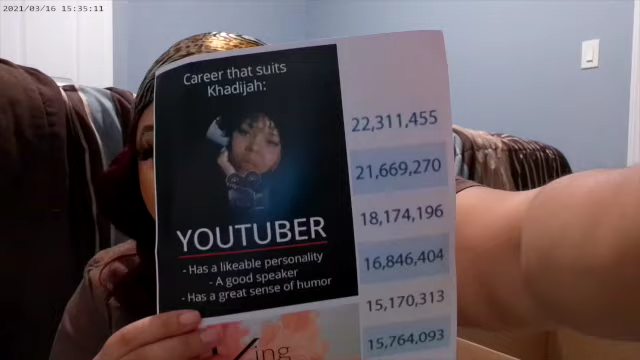 2021/03/16 15:35:11
Career that suits
Khadijah:
YOUTUBER
- Has a likeable personality
- A good speaker
- Has a great sense of humor
22,311,455
21,669,270
18,174,196
16,846,404
15,170,313
15,764,093